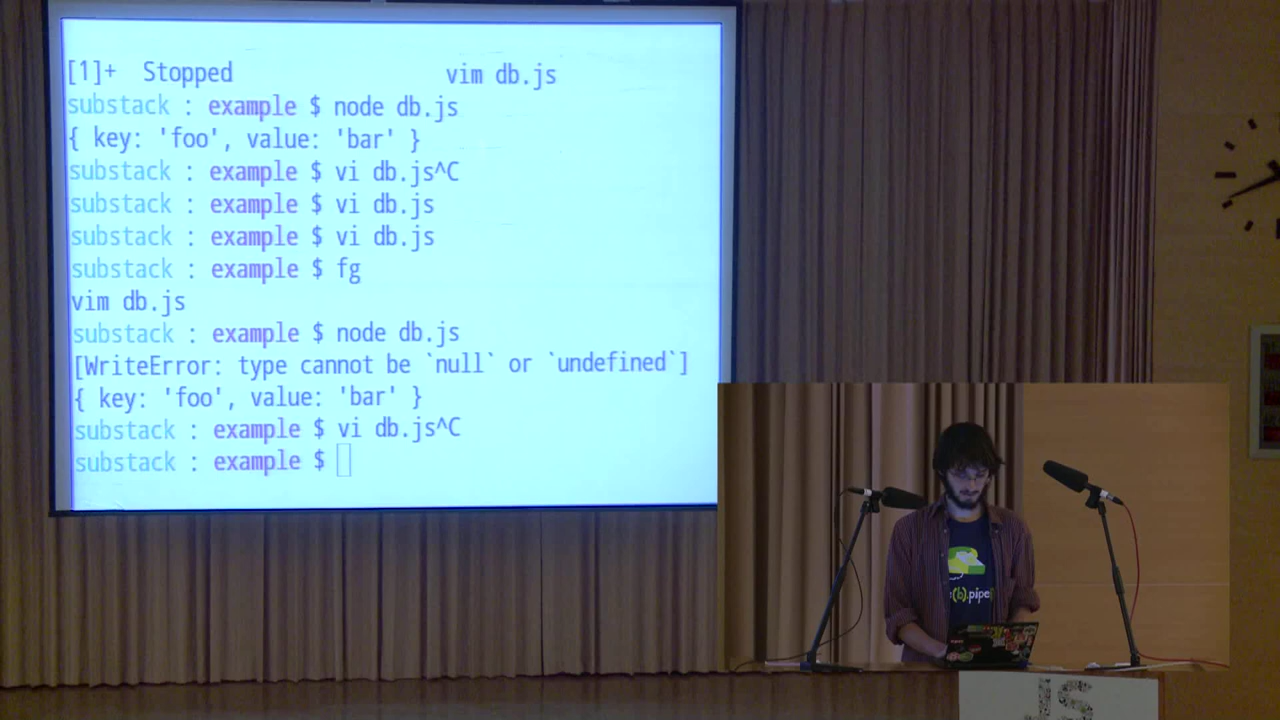 [1]+  Stopped                 vim db.js
substack : example $ node db.js
{ key: 'foo', value: 'bar' }
substack : example $ vi db.js^C
substack : example $ vi db.js
substack : example $ vi db.js
substack : example $ fg
vim db.js
substack : example $ node db.js
[WriteError: type cannot be `null` or `undefined`]
{ key: 'foo', value: 'bar' }
substack : example $ vi db.js^C
substack : example $
(b).pipe
JS